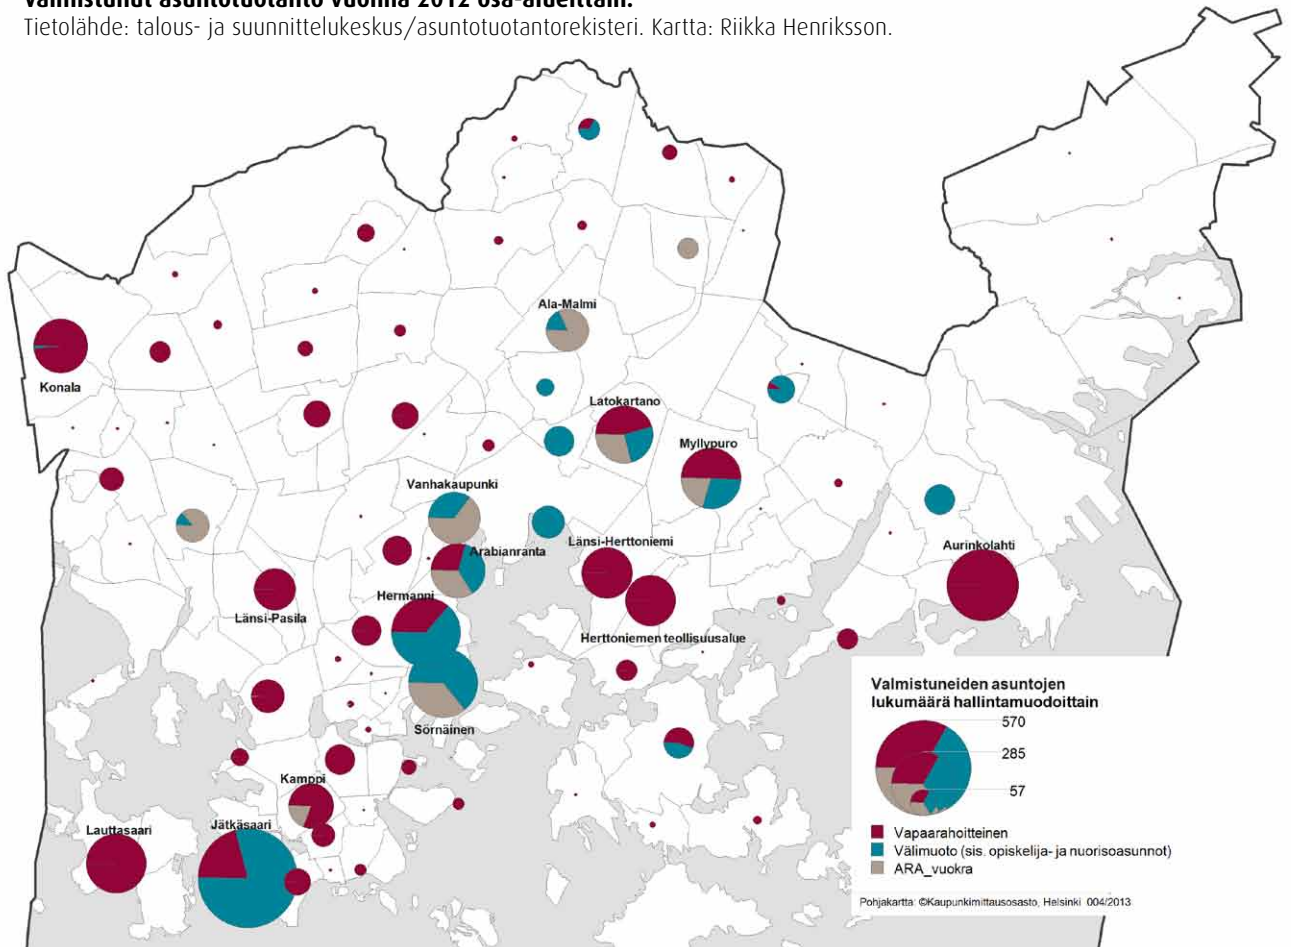 Valmistunut asuntotuotanto vuonna 2012 osa-alueittain.
Tietolähde: talous- ja suunnittelukeskus/asuntotuotantorekisteri. Kartta: Riikka Henriksson.
Ala-Malmi
Konala
Latokartano
Myllypuro
Vanhakaupunki
Länsi-Herttoniemi
Aurinkolahti
Arabianranta
Hermanni
Länsi-Pasila
Herttoniemen teollisuusalue
Sörnäinen
Kamppi
Jätkäsaari
Lauttasaari
Valmistuneiden asuntojen
lukumäärä hallintamuodoittain
570
285
57
Vapaarahoitteinen
Välimuoto (sis. opiskelija- ja nuorisoasunnot)
ARA_vuokra
Pohjakartta: ©Kaupunkimittausosasto, Helsinki 004/2013